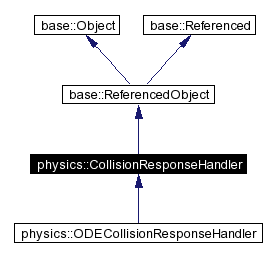 base::Object
base::Referenced
base::ReferencedObject
physics::CollisionResponseHandler
physics::ODECollisionResponseHandler